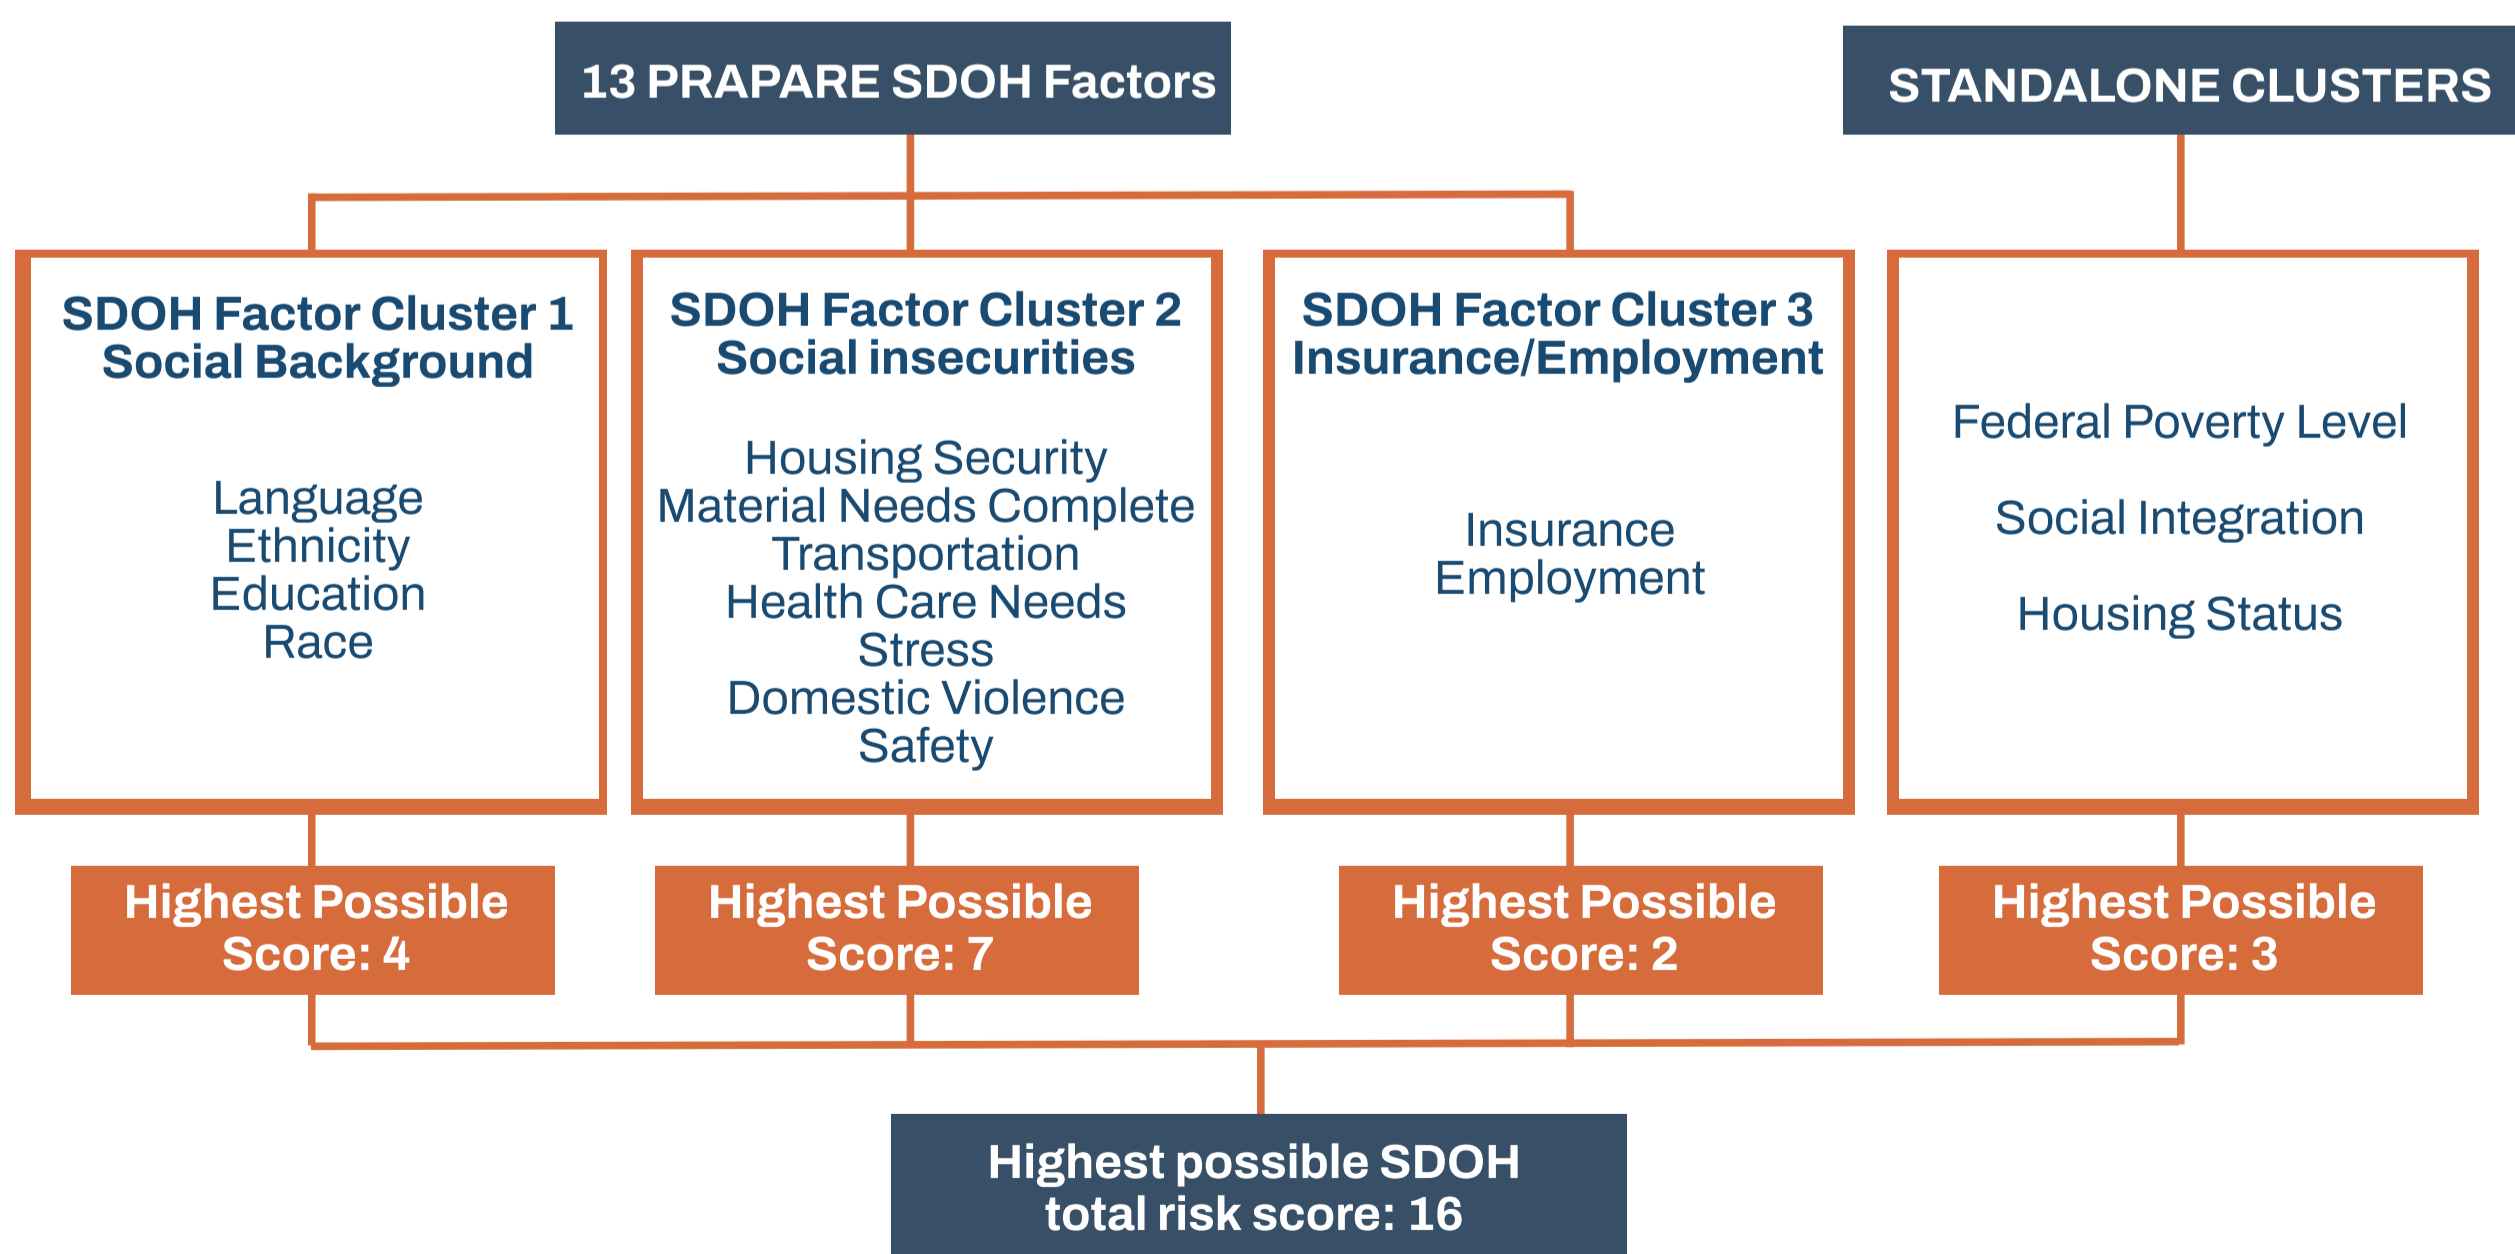 13 PRAPARE SDOH Factors
STANDALONE CLUSTERS
SDOH Factor Cluster 1
Social Background
Language
Ethnicity
Education
Race
SDOH Factor Cluster 2
Social insecurities
Housing Security
Material Needs Complete
Transportation
Health Care Needs
Stress
Domestic Violence
Safety
SDOH Factor Cluster 3
Insurance/Employment
Insurance
Employment
Federal Poverty Level
Social Integration
Housing Status
Highest Possible
Score: 4
Highest Possible
Score: 7
Highest Possible
Score: 2
Highest Possible
Score: 3
Highest possible SDOH
total risk score: 16